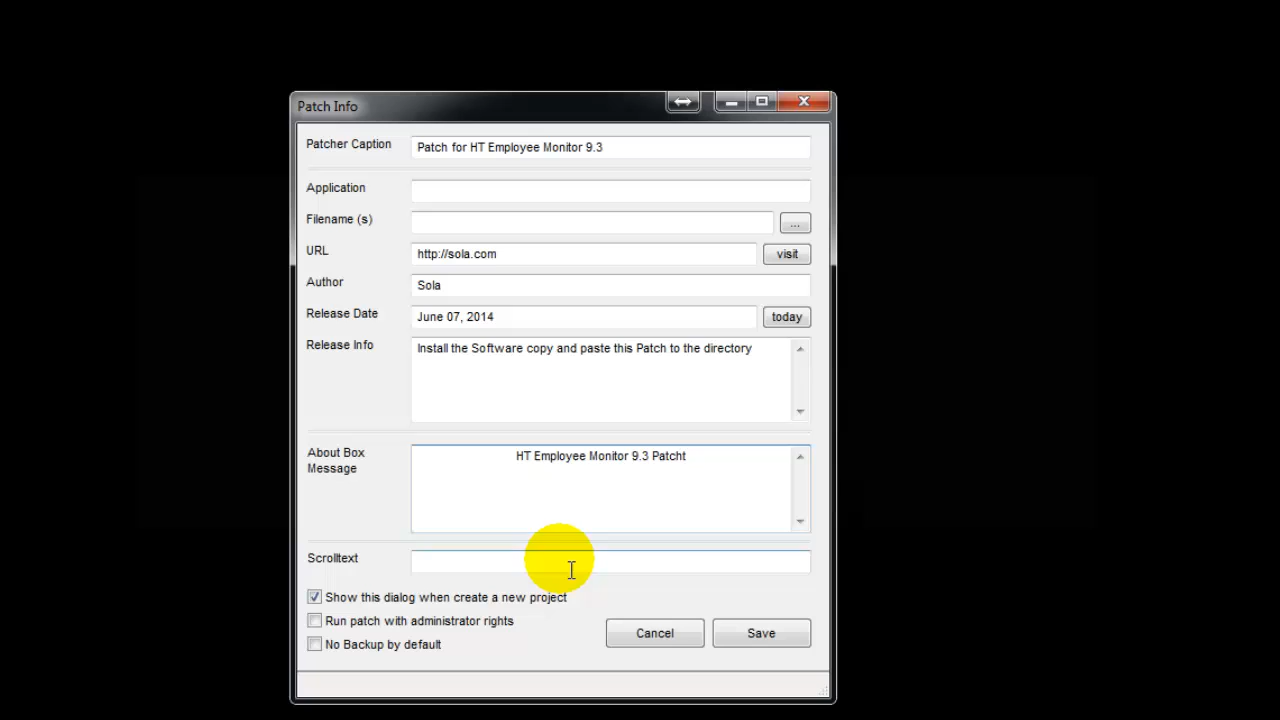 Patch Info
Patcher Caption Patch for HT Employee Monitor 9.3
Application
Filename (s) ...
URL http://sola.com visit
Author Sola
Release Date June 07, 2014 today
Release Info Install the Software copy and paste this Patch to the directory
About Box HT Employee Monitor 9.3 Patcht
Message
Scrolltext
Show this dialog when create a new project
Run patch with administrator rights
Cancel Save
No Backup by default